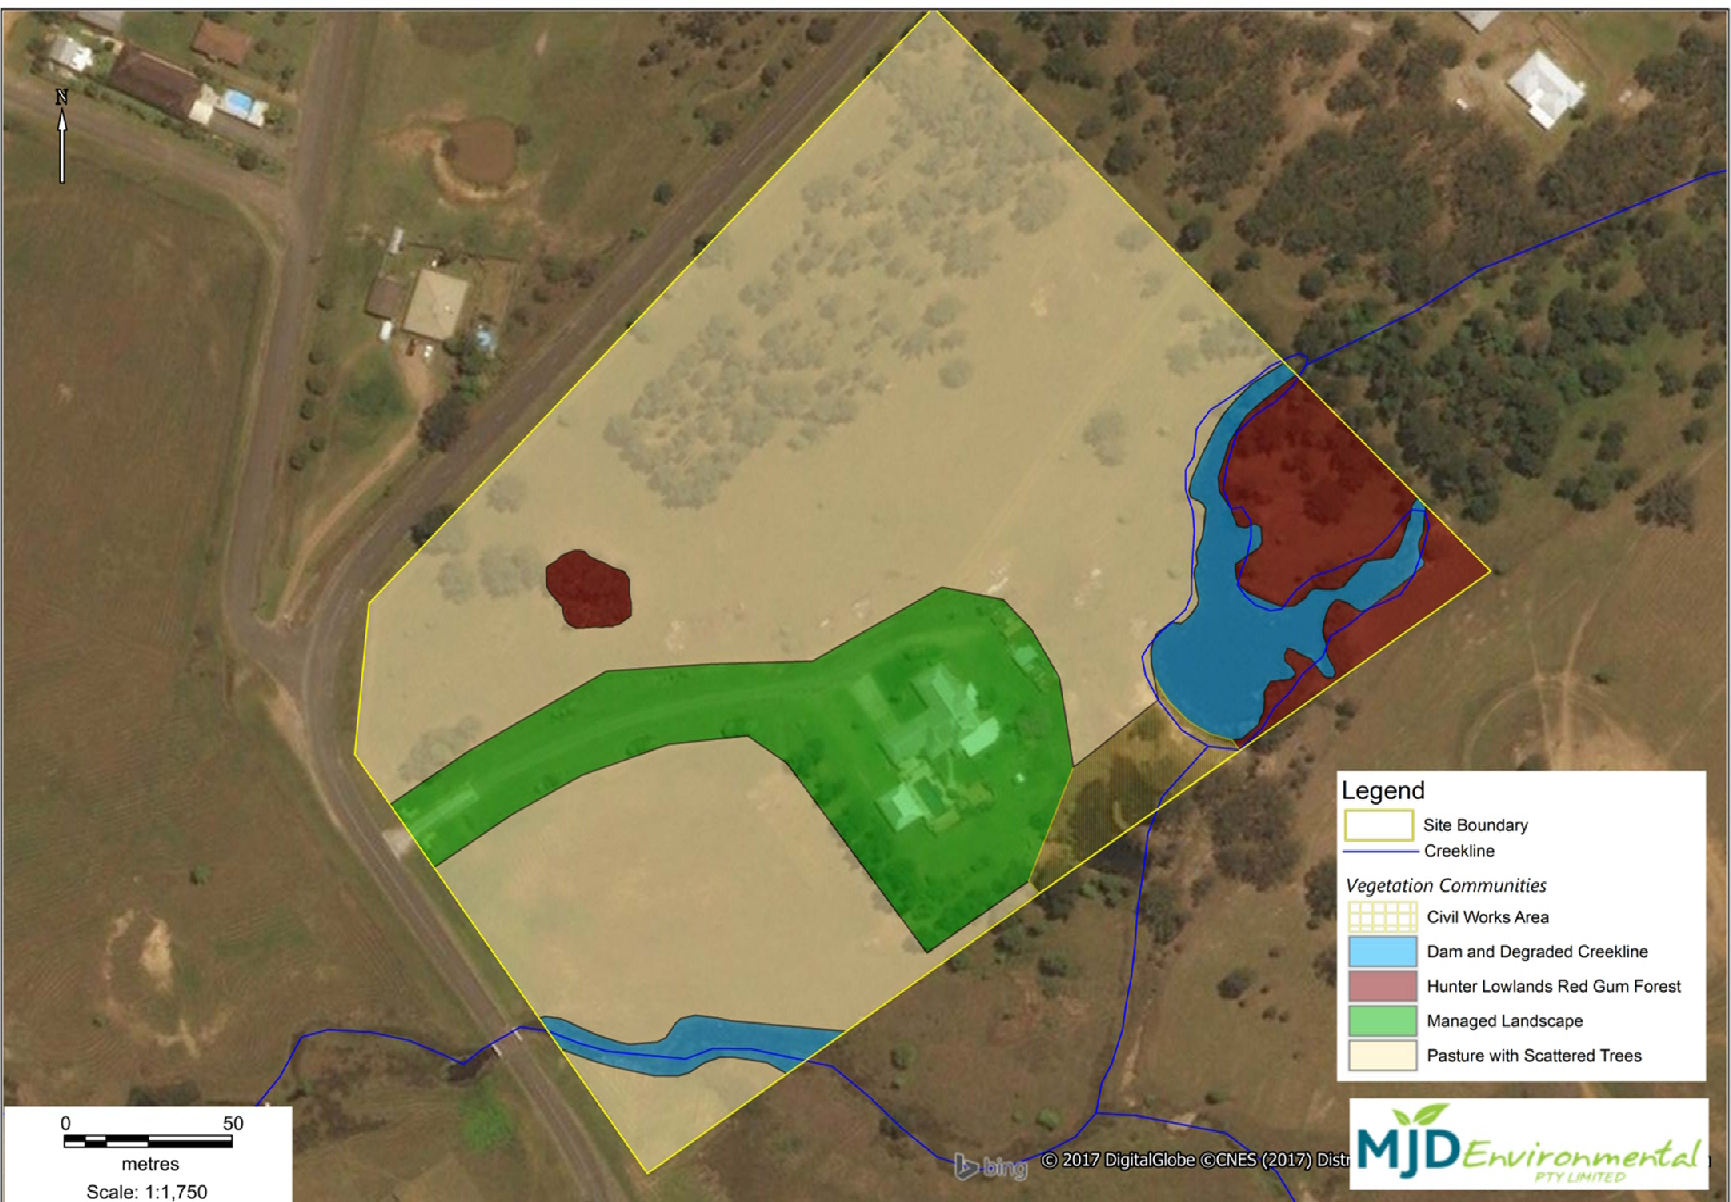 N
Legend
Site Boundary
Creekline
Vegetation Communities
Civil Works Area
Dam and Degraded Creekline
Hunter Lowlands Red Gum Forest
Managed Landscape
Pasture with Scattered Trees
0 50
metres
Scale: 1:1,750
bing © 2017 DigitalGlobe ©CNES (2017) Distr
MJD Environmental
PTY LIMITED